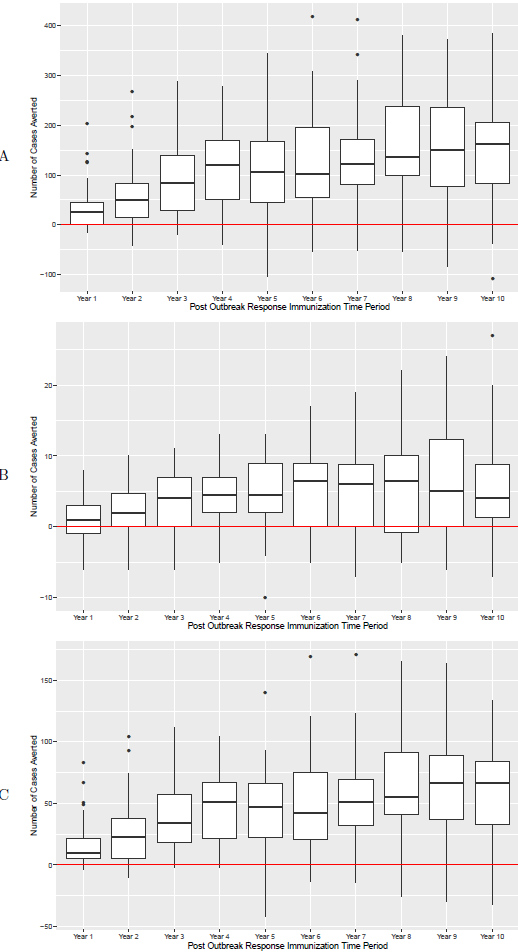 400
300
200
100
0
−100
Number of Cases Averted
A
Year 1 Year 2 Year 3 Year 4 Year 5 Year 6 Year 7 Year 8 Year 9 Year 10
Post Outbreak Response Immunization Time Period
20
10
0
−10
Number of Cases Averted
B
Year 1 Year 2 Year 3 Year 4 Year 5 Year 6 Year 7 Year 8 Year 9 Year 10
Post Outbreak Response Immunization Time Period
150
100
50
0
−50
Number of Cases Averted
C
Year 1 Year 2 Year 3 Year 4 Year 5 Year 6 Year 7 Year 8 Year 9 Year 10
Post Outbreak Response Immunization Time Period